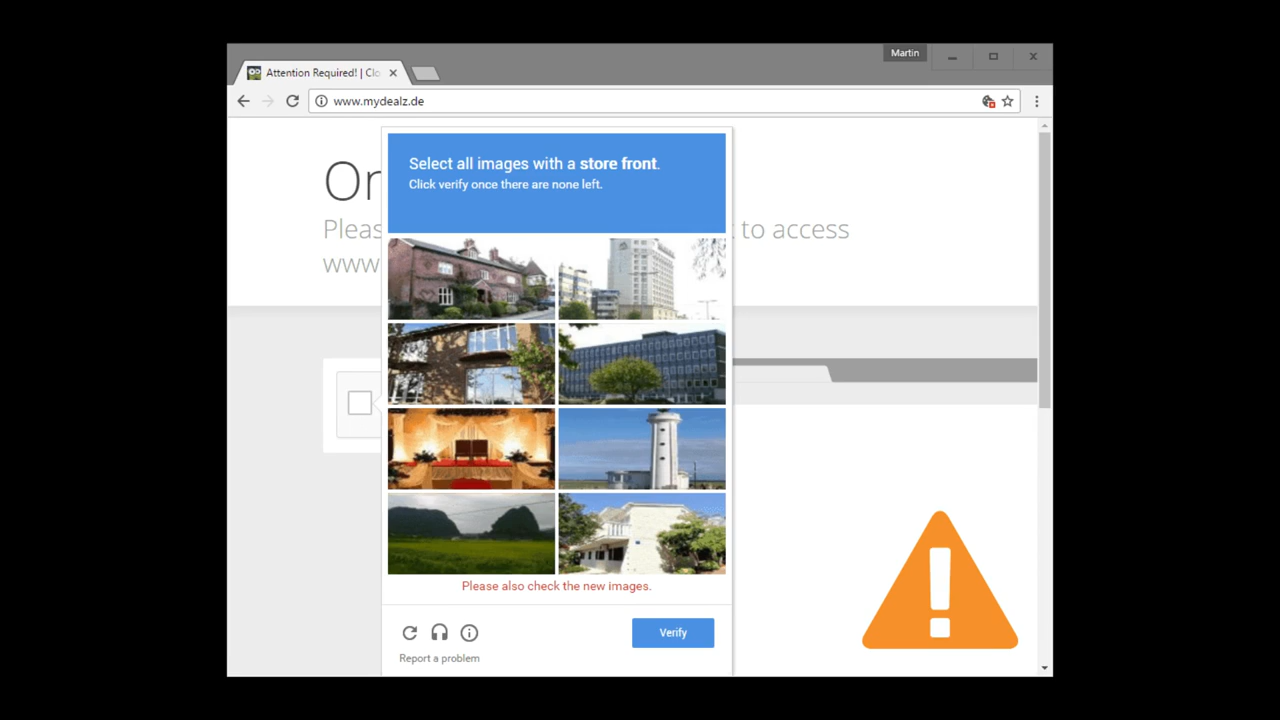 Martin
Attention Required! | Clo
www.mydealz.de
Select all images with a store front.
Click verify once there are none left.
Or
Pleas
to access
www
Please also check the new images.
Verify
Report a problem